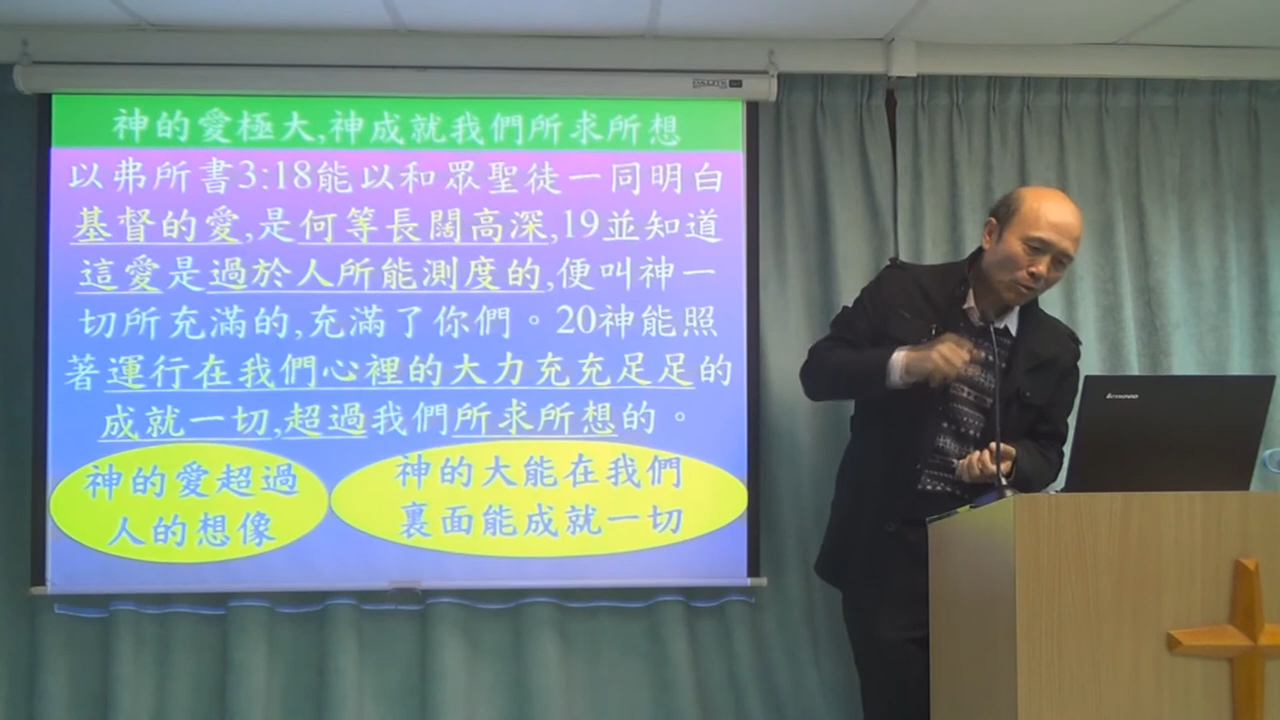 DA-LITE
神的愛極大,神成就我們所求所想
以弗所書3:18能以和眾聖徒一同明白
基督的愛,是何等長闊高深,19並知道
這愛是過於人所能測度的,便叫神一
切所充滿的,充滿了你們。20神能照
著運行在我們心裡的大力充充足足的
成就一切,超過我們所求所想的。
神的愛超過
人的想像
神的大能在我們
裏面能成就一切
lenovo